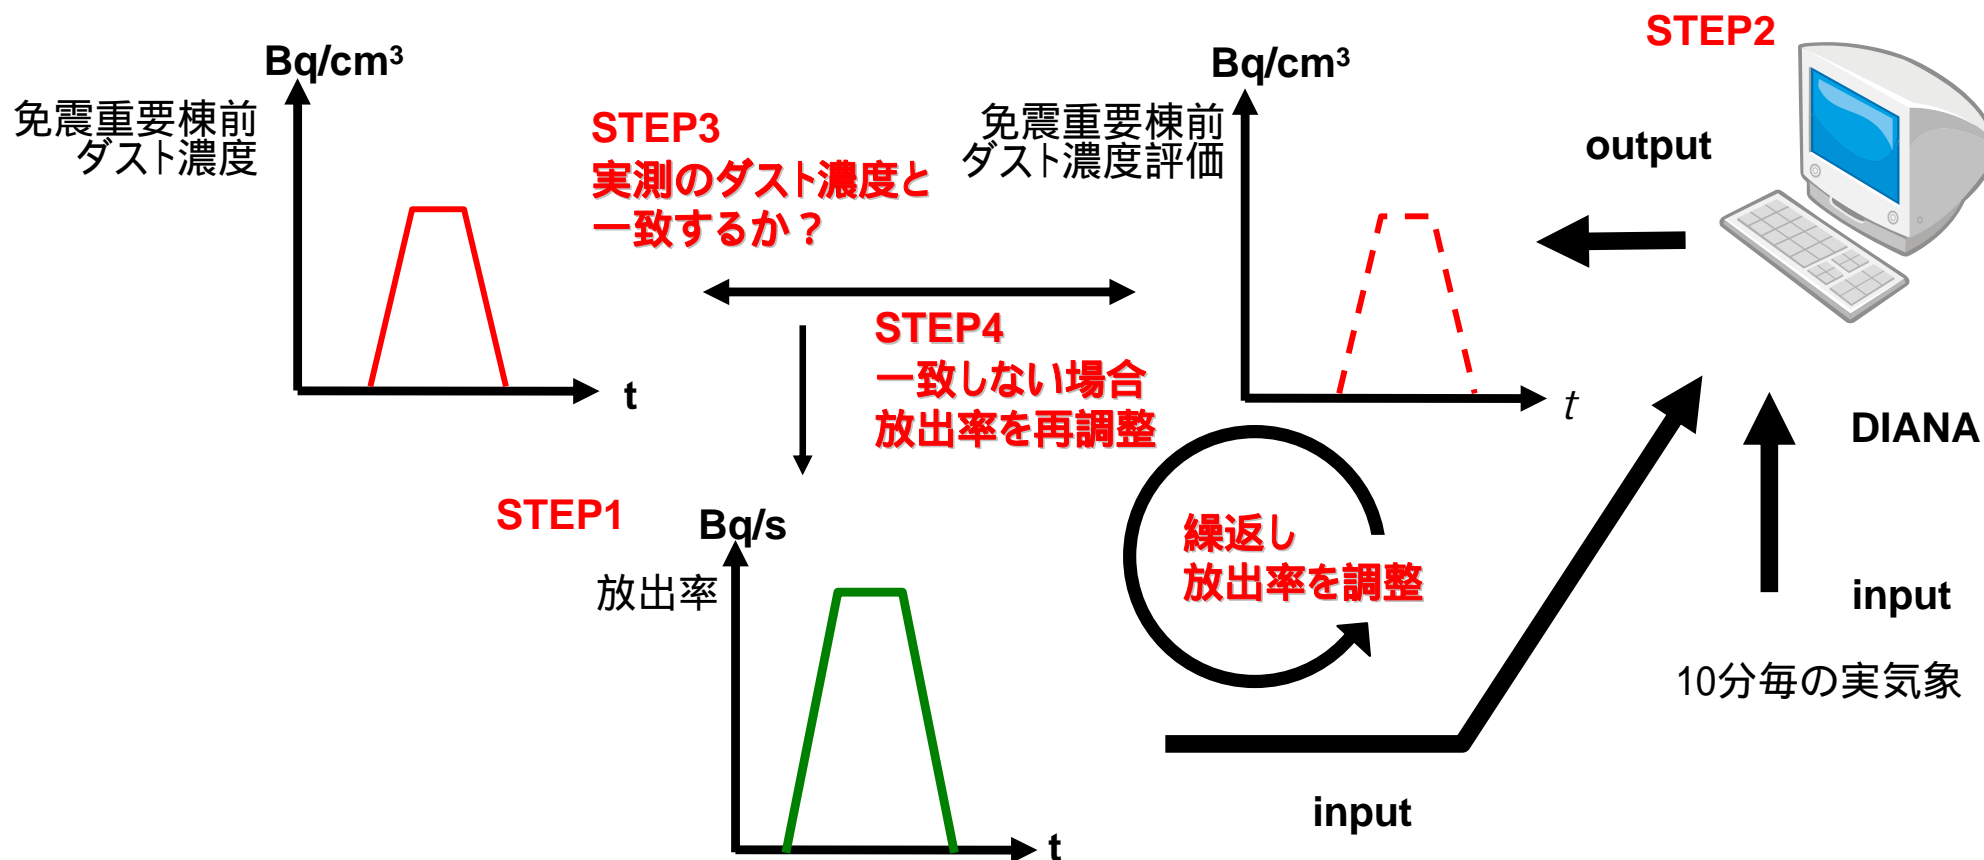 Bq/cm³
免震重要棟前
ダスト濃度
t
STEP3
実測のダスト濃度と
一致するか？
Bq/cm³
免震重要棟前
ダスト濃度評価
t
STEP2
output
STEP4
一致しない場合
放出率を再調整
DIANA
STEP1
Bq/s
放出率
t
繰返し
放出率を調整
input
10分毎の実気象
input